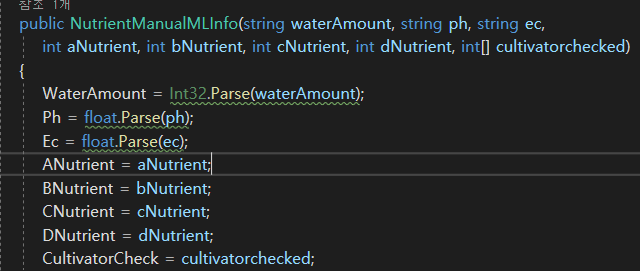 참조 1개
public NutrientManualMLInfo(string waterAmount, string ph, string ec,
int aNutrient, int bNutrient, int cNutrient, int dNutrient, int[] cultivatorchecked)
{
WaterAmount = Int32.Parse(waterAmount);
Ph = float.Parse(ph);
Ec = float.Parse(ec);
ANutrient = aNutrient;
BNutrient = bNutrient;
CNutrient = cNutrient;
DNutrient = dNutrient;
CultivatorCheck = cultivatorchecked;